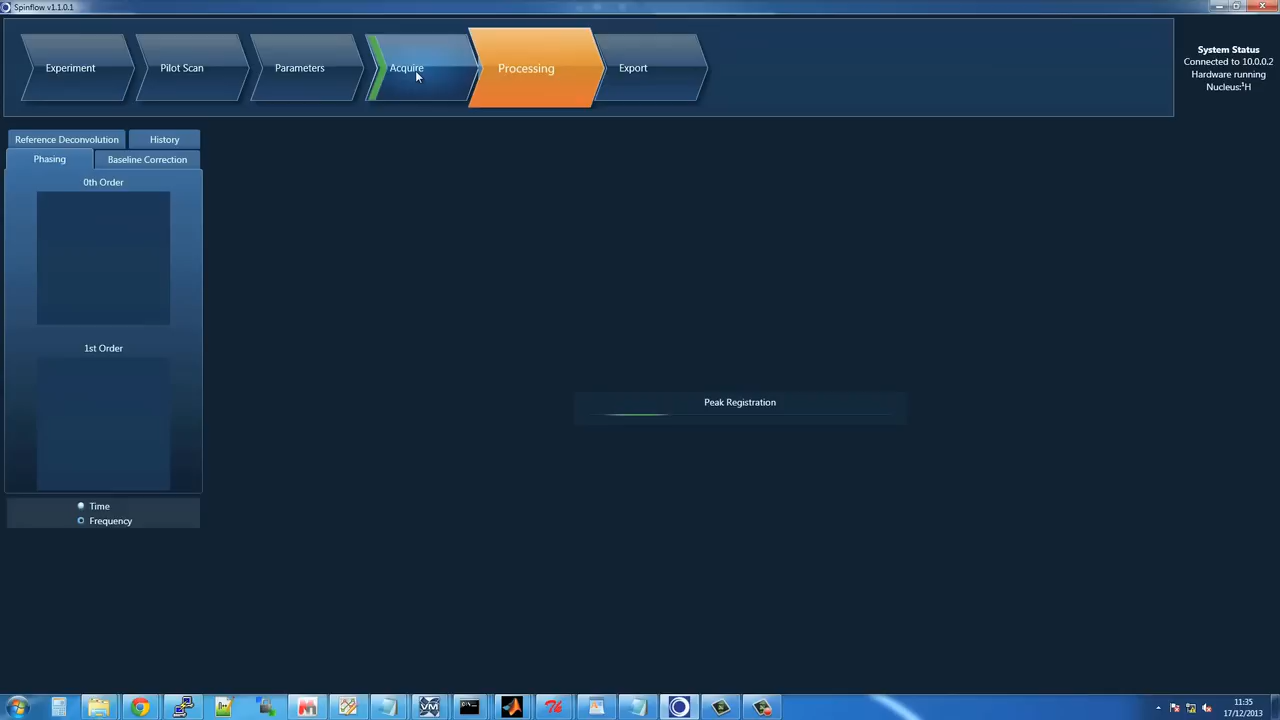 Spinflow v1.1.0.1
Experiment
Pilot Scan
Parameters
Acquire
Processing
Export
System Status
Connected to 10.0.0.2
Hardware running
Nucleus:¹H
Reference Deconvolution
History
Phasing
Baseline Correction
0th Order
1st Order
Peak Registration
Time
Frequency
VM
11:35
17/12/2013